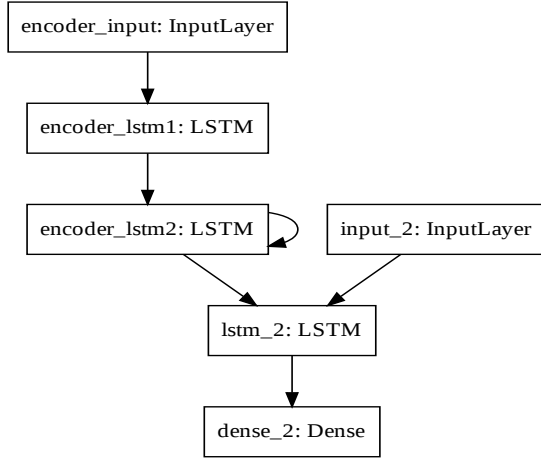 encoder_input: InputLayer
encoder_lstm1: LSTM
encoder_lstm2: LSTM
input_2: InputLayer
lstm_2: LSTM
dense_2: Dense